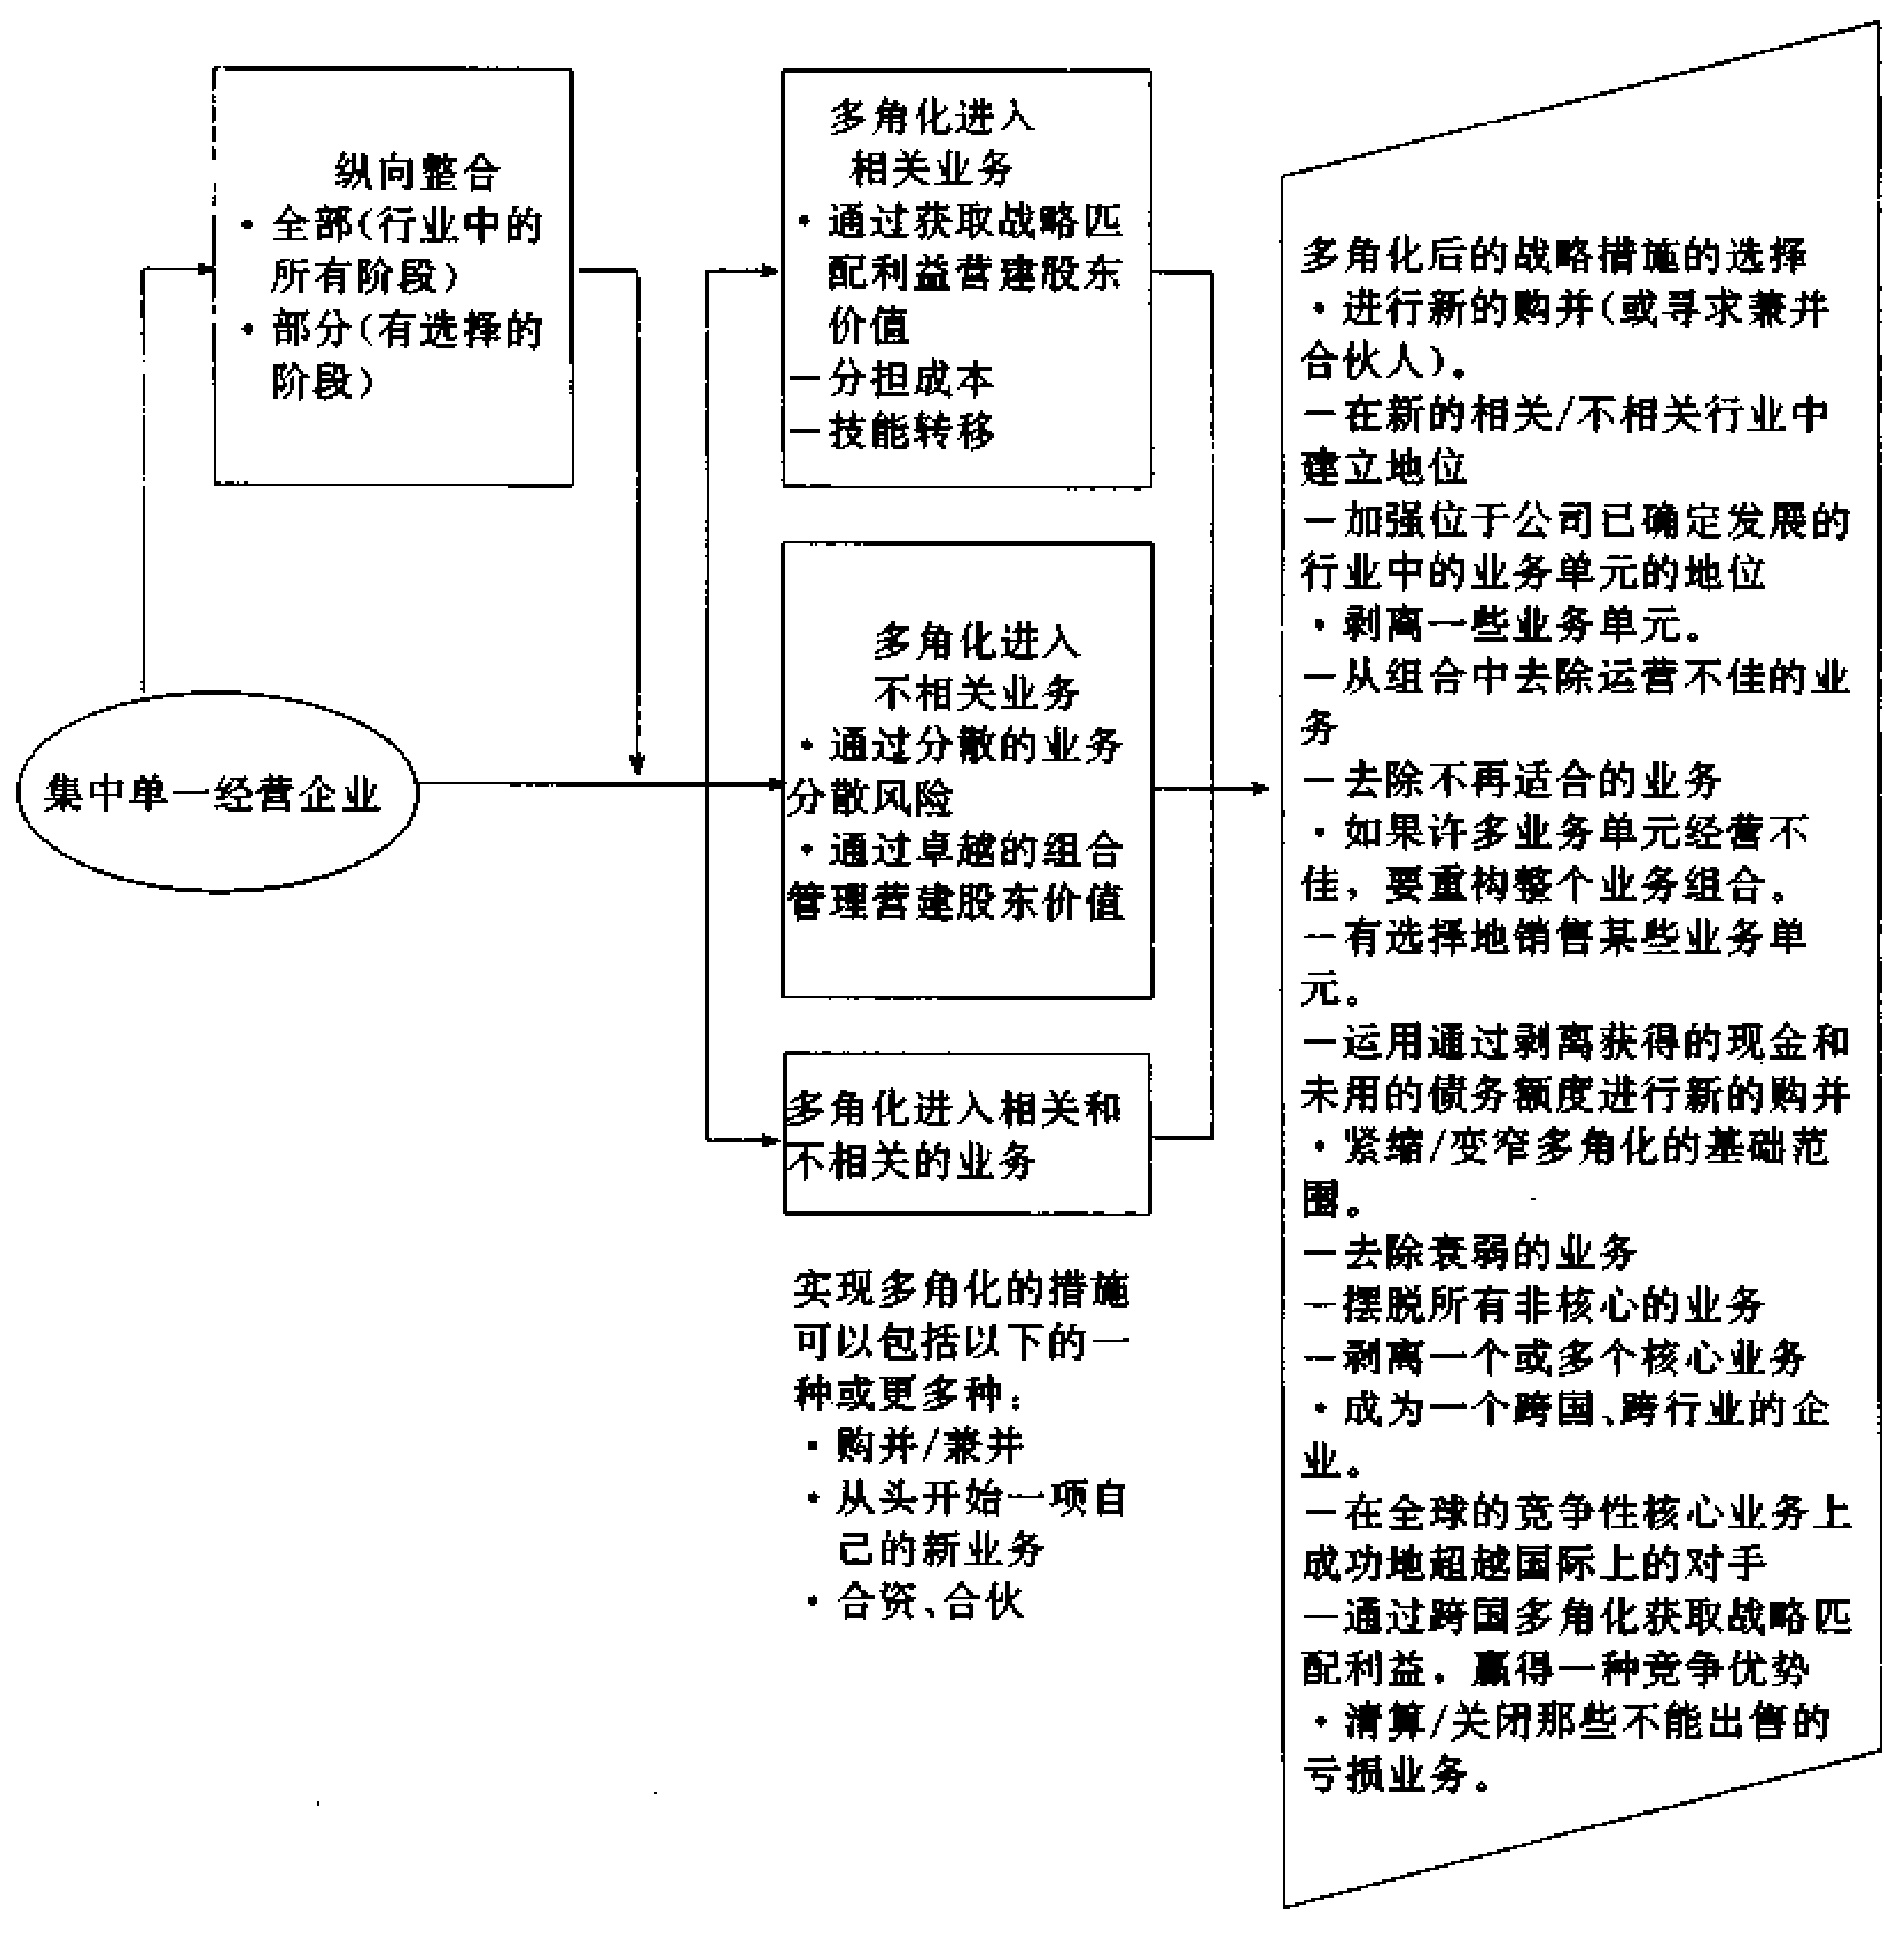 纵向整合
·全部(行业中的
所有阶段)
·部分(有选择的
阶段)
集中单一经营企业
多角化进入
相关业务
·通过获取战略匹
配利益营建股东
价值
—分担成本
—技能转移
多角化进入
不相关业务
·通过分散的业务
分散风险
·通过卓越的组合
管理营建股东价值
多角化进入相关和
不相关的业务
实现多角化的措施
可以包括以下的一
种或更多种:
·购并/兼并
·从头开始一项自
己的新业务
·合资、合伙
多角化后的战略措施的选择
·进行新的购并(或寻求兼并
合伙人)。
—在新的相关/不相关行业中
建立地位
—加强位于公司已确定发展的
行业中的业务单元的地位
·剥离一些业务单元。
—从组合中去除运营不佳的业
务
—去除不再适合的业务
·如果许多业务单元经营不
佳,要重构整个业务组合。
—有选择地销售某些业务单
元。
—运用通过剥离获得的现金和
未用的债务额度进行新的购并
·紧缩/变窄多角化的基础范
围。
—去除衰弱的业务
—摆脱所有非核心的业务
—剥离一个或多个核心业务
·成为一个跨国、跨行业的企
业。
—在全球的竞争性核心业务上
成功地超越国际上的对手
—通过跨国多角化获取战略匹
配利益,赢得一种竞争优势
·清算/关闭那些不能出售的
亏损业务。